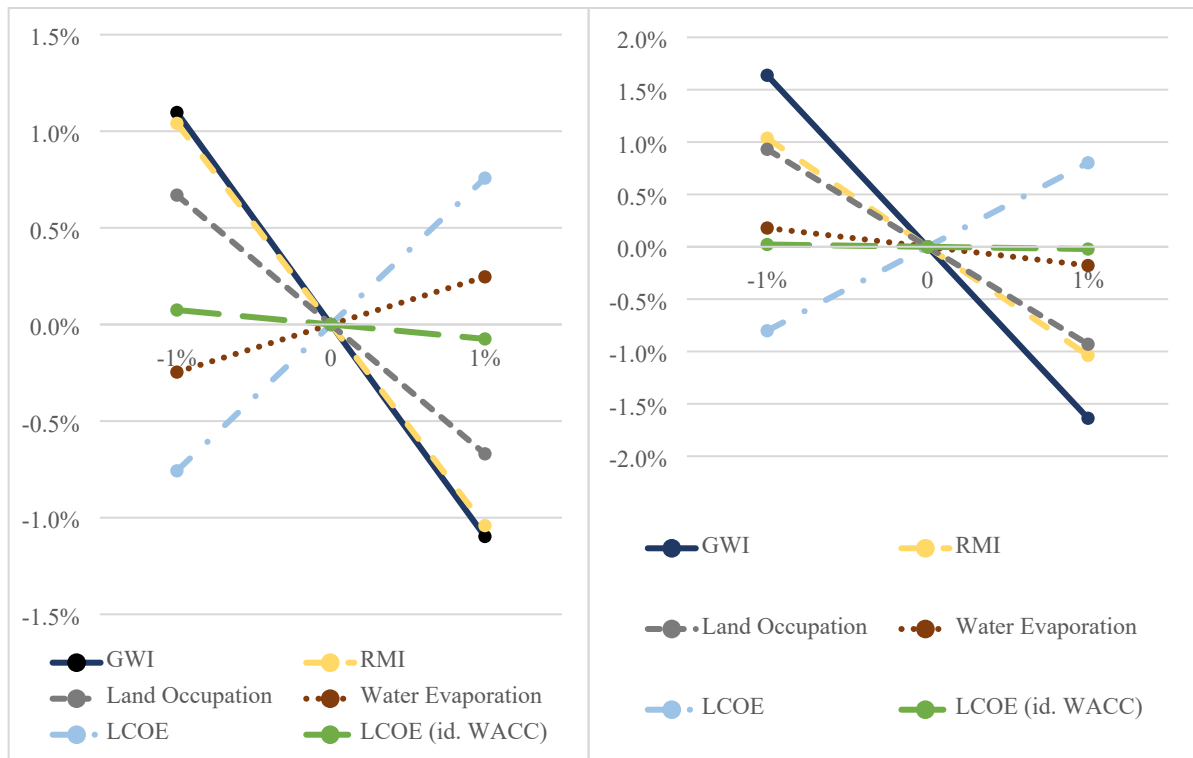 1.5%
1.0%
0.5%
0.0%
-1% 0 1%
-0.5%
-1.0%
-1.5%
GWI RMI
Land Occupation Water Evaporation
LCOE LCOE (id. WACC)
2.0%
1.5%
1.0%
0.5%
0.0%
-1% 0 1%
-0.5%
-1.0%
-1.5%
-2.0%
GWI RMI
Land Occupation Water Evaporation
LCOE LCOE (id. WACC)